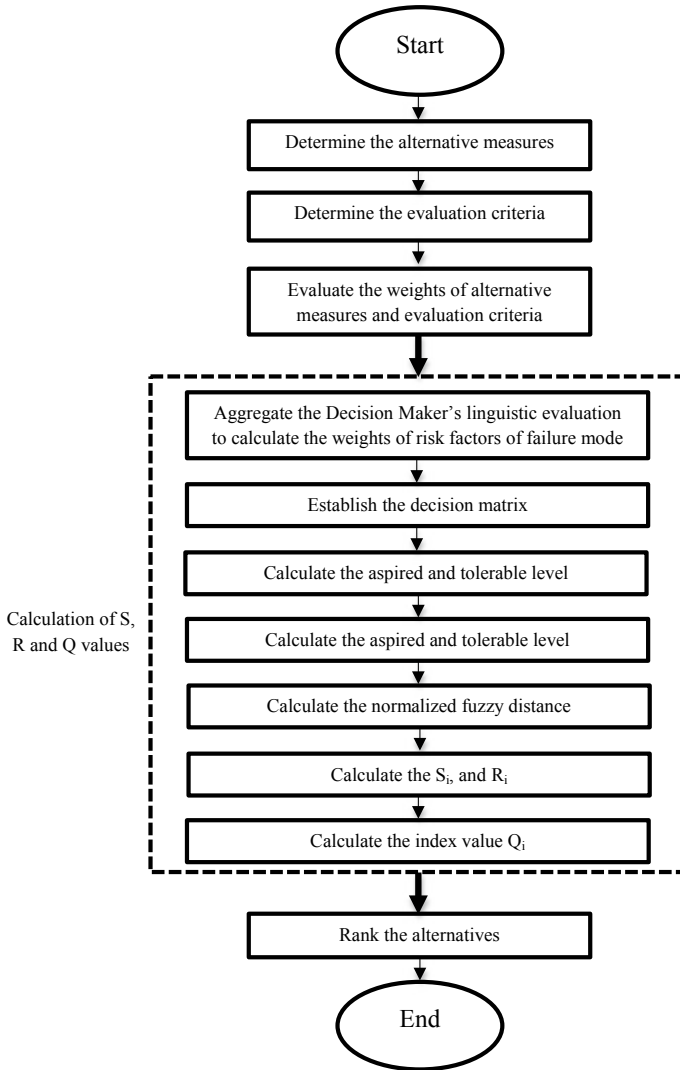 Start
Determine the alternative measures
Determine the evaluation criteria
Evaluate the weights of alternative
measures and evaluation criteria
Aggregate the Decision Maker's linguistic evaluation
to calculate the weights of risk factors of failure mode
Establish the decision matrix
Calculate the aspired and tolerable level
Calculation of S,
R and Q values
Calculate the aspired and tolerable level
Calculate the normalized fuzzy distance
Calculate the Sᵢ, and Rᵢ
Calculate the index value Qᵢ
Rank the alternatives
End